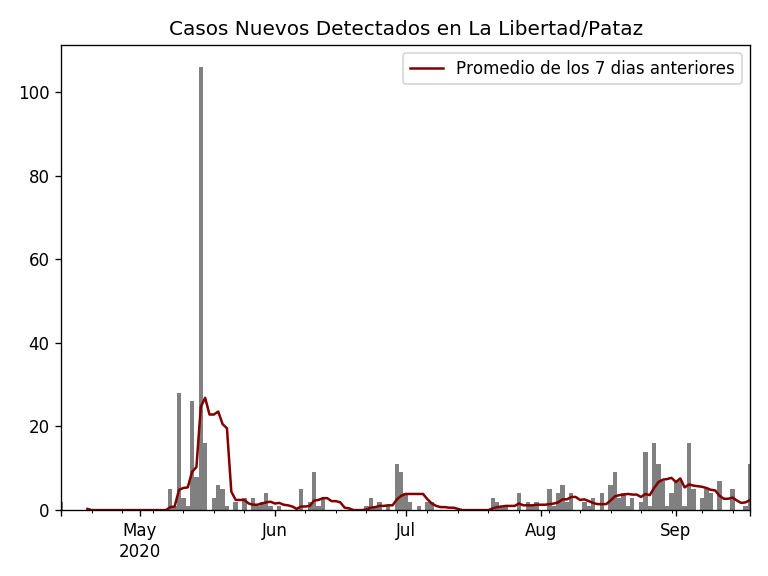 Casos Nuevos Detectados en La Libertad/Pataz
Promedio de los 7 dias anteriores
100
80
60
40
20
0
May Jun Jul Aug Sep
2020